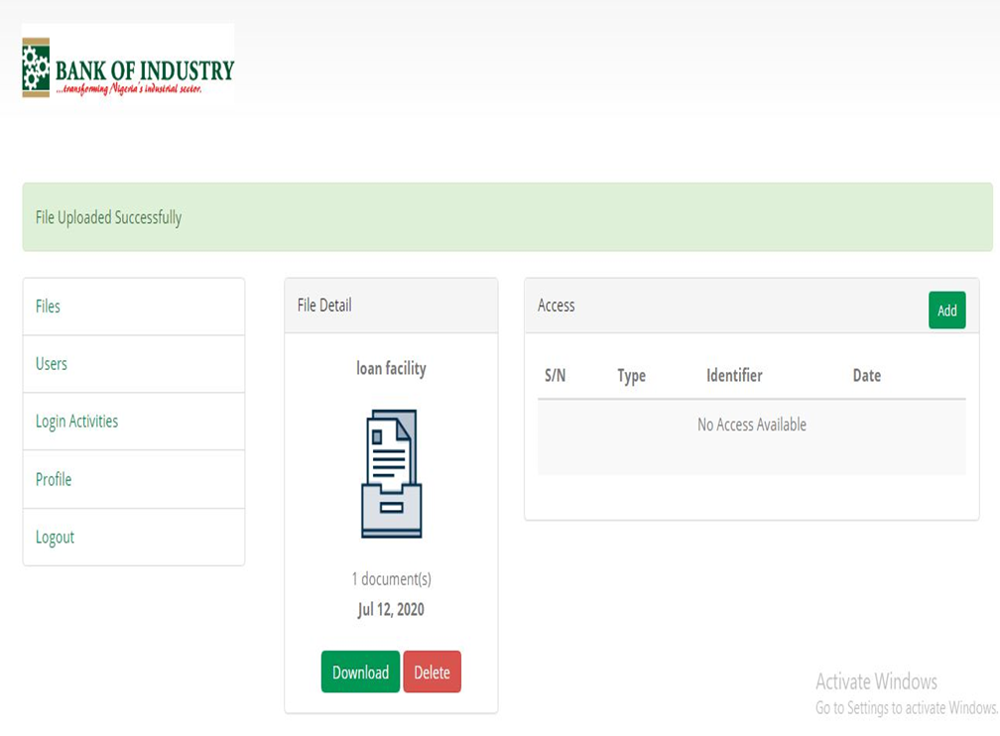 BANK OF INDUSTRY
...transforming Nigeria's industrial sector.
File Uploaded Successfully
Files
Users
Login Activities
Profile
Logout
File Detail
loan facility
1 document(s)
Jul 12, 2020
Download Delete
Access
Add
S/N Type Identifier Date
No Access Available
Activate Windows
Go to Settings to activate Windows.